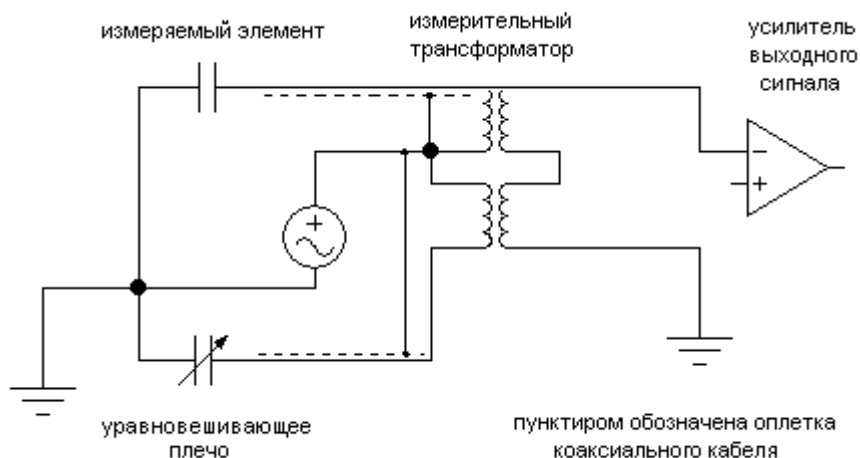 измеряемый элемент
измерительный
трансформатор
усилитель
выходного
сигнала
−
+
+
уравновешивающее
плечо
пунктиром обозначена оплетка
коаксиального кабеля